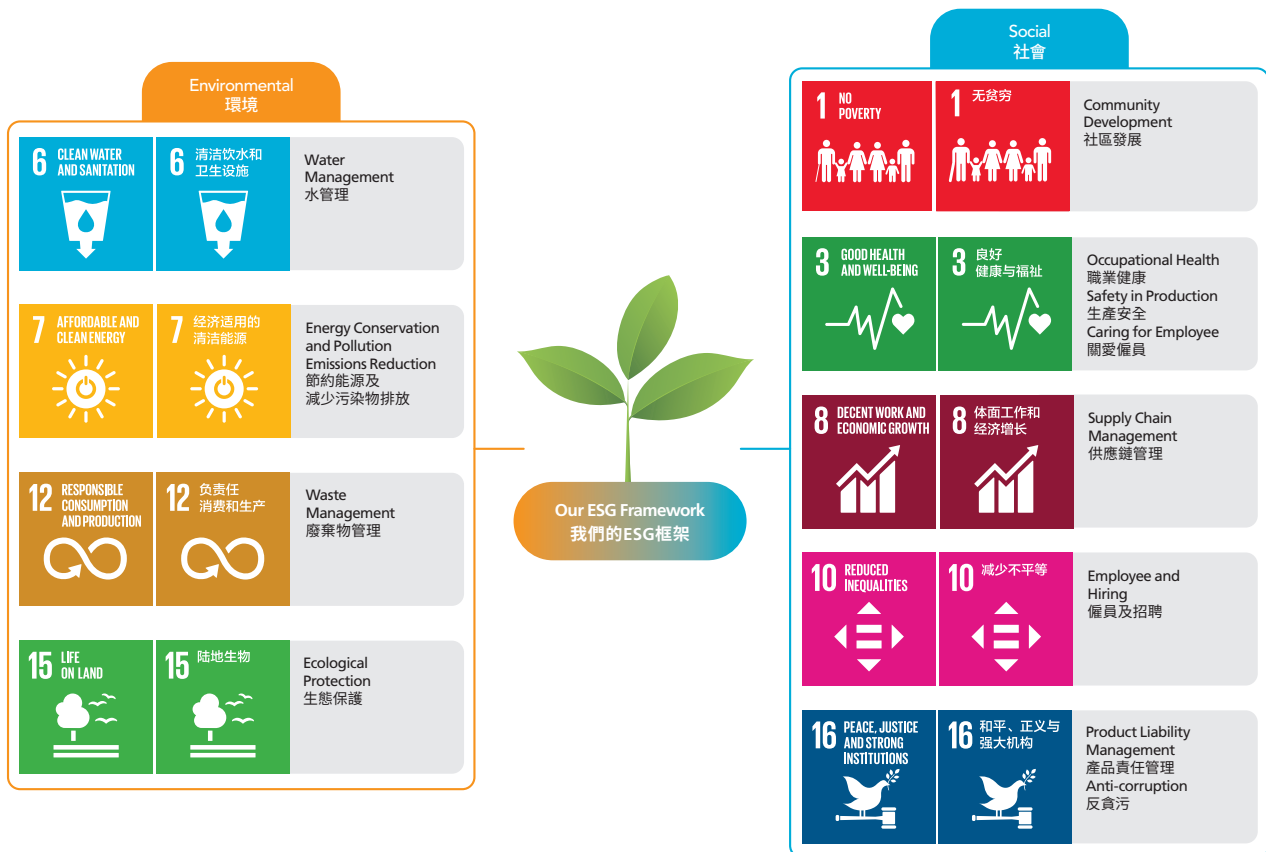 Environmental
環境
6 CLEAN WATER
AND SANITATION
6 清洁饮水和
卫生设施
Water
Management
水管理
7 AFFORDABLE AND
CLEAN ENERGY
7 经济适用的
清洁能源
Energy Conservation
and Pollution
Emissions Reduction
節約能源及
減少污染物排放
12 RESPONSIBLE
CONSUMPTION
AND PRODUCTION
12 负责任
消费和生产
Waste
Management
廢棄物管理
15 LIFE
ON LAND
15 陆地生物
Ecological
Protection
生態保護
Our ESG Framework
我們的ESG框架
Social
社會
1 NO
POVERTY
1 无贫穷
Community
Development
社區發展
3 GOOD HEALTH
AND WELL-BEING
3 良好
健康与福祉
Occupational Health
職業健康
Safety in Production
生產安全
Caring for Employee
關愛僱員
8 DECENT WORK AND
ECONOMIC GROWTH
8 体面工作和
经济增长
Supply Chain
Management
供應鏈管理
10 REDUCED
INEQUALITIES
10 减少不平等
Employee and
Hiring
僱員及招聘
16 PEACE, JUSTICE
AND STRONG
INSTITUTIONS
16 和平、正义与
强大机构
Product Liability
Management
產品責任管理
Anti-corruption
反貪污